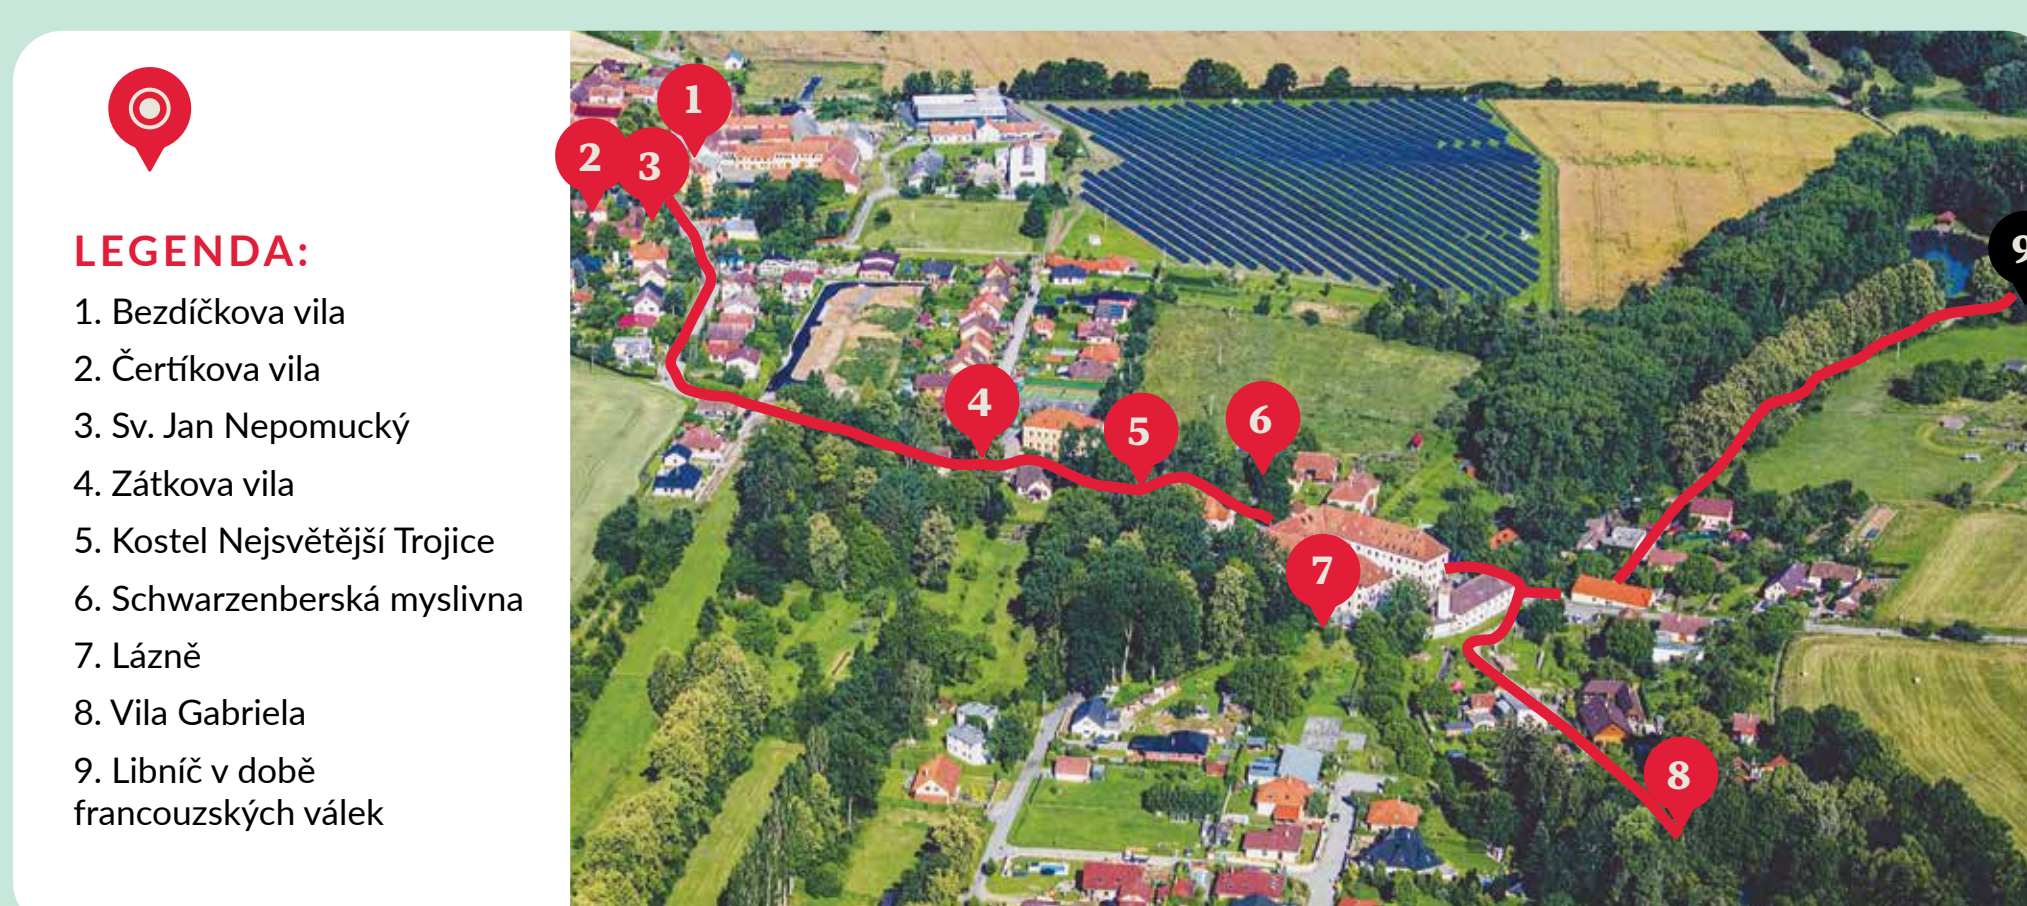 LEGENDA:
1. Bezdíčkova vila
2. Čertíkova vila
3. Sv. Jan Nepomucký
4. Zátkova vila
5. Kostel Nejsvětější Trojice
6. Schwarzenberská myslivna
7. Lázně
8. Vila Gabriela
9. Libníč v době
francouzských válek
1
2
3
4
5
6
7
8
9